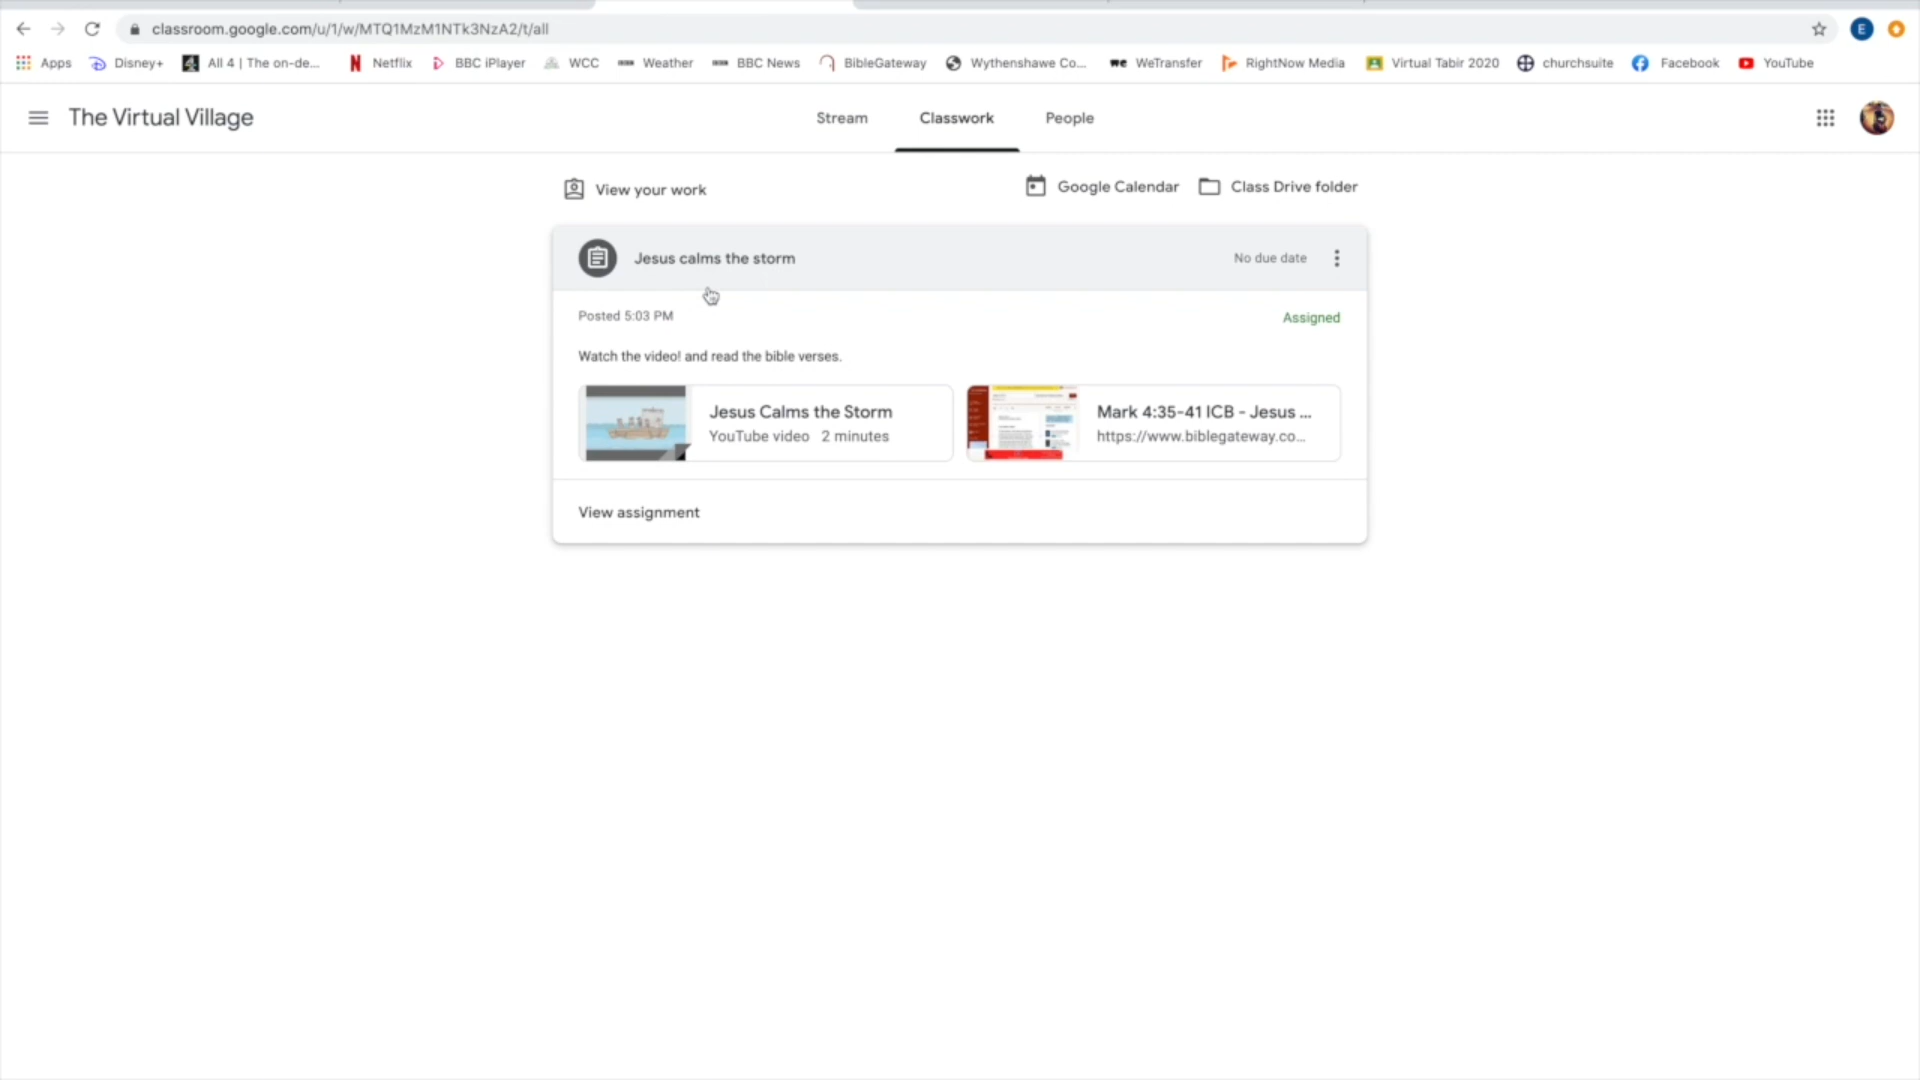 classroom.google.com/u/1/w/MTQ1MzM1NTk3NzA2/t/all
E
Apps Disney+ All 4 | The on-de... Netflix BBC iPlayer WCC Weather BBC News BibleGateway Wythenshawe Co... WeTransfer RightNow Media Virtual Tabir 2020 churchsuite Facebook YouTube
The Virtual Village Stream Classwork People
View your work Google Calendar Class Drive folder
Jesus calms the storm No due date
Posted 5:03 PM Assigned
Watch the video! and read the bible verses.
Jesus Calms the Storm
YouTube video 2 minutes
Mark 4:35-41 ICB - Jesus ...
https://www.biblegateway.co...
View assignment